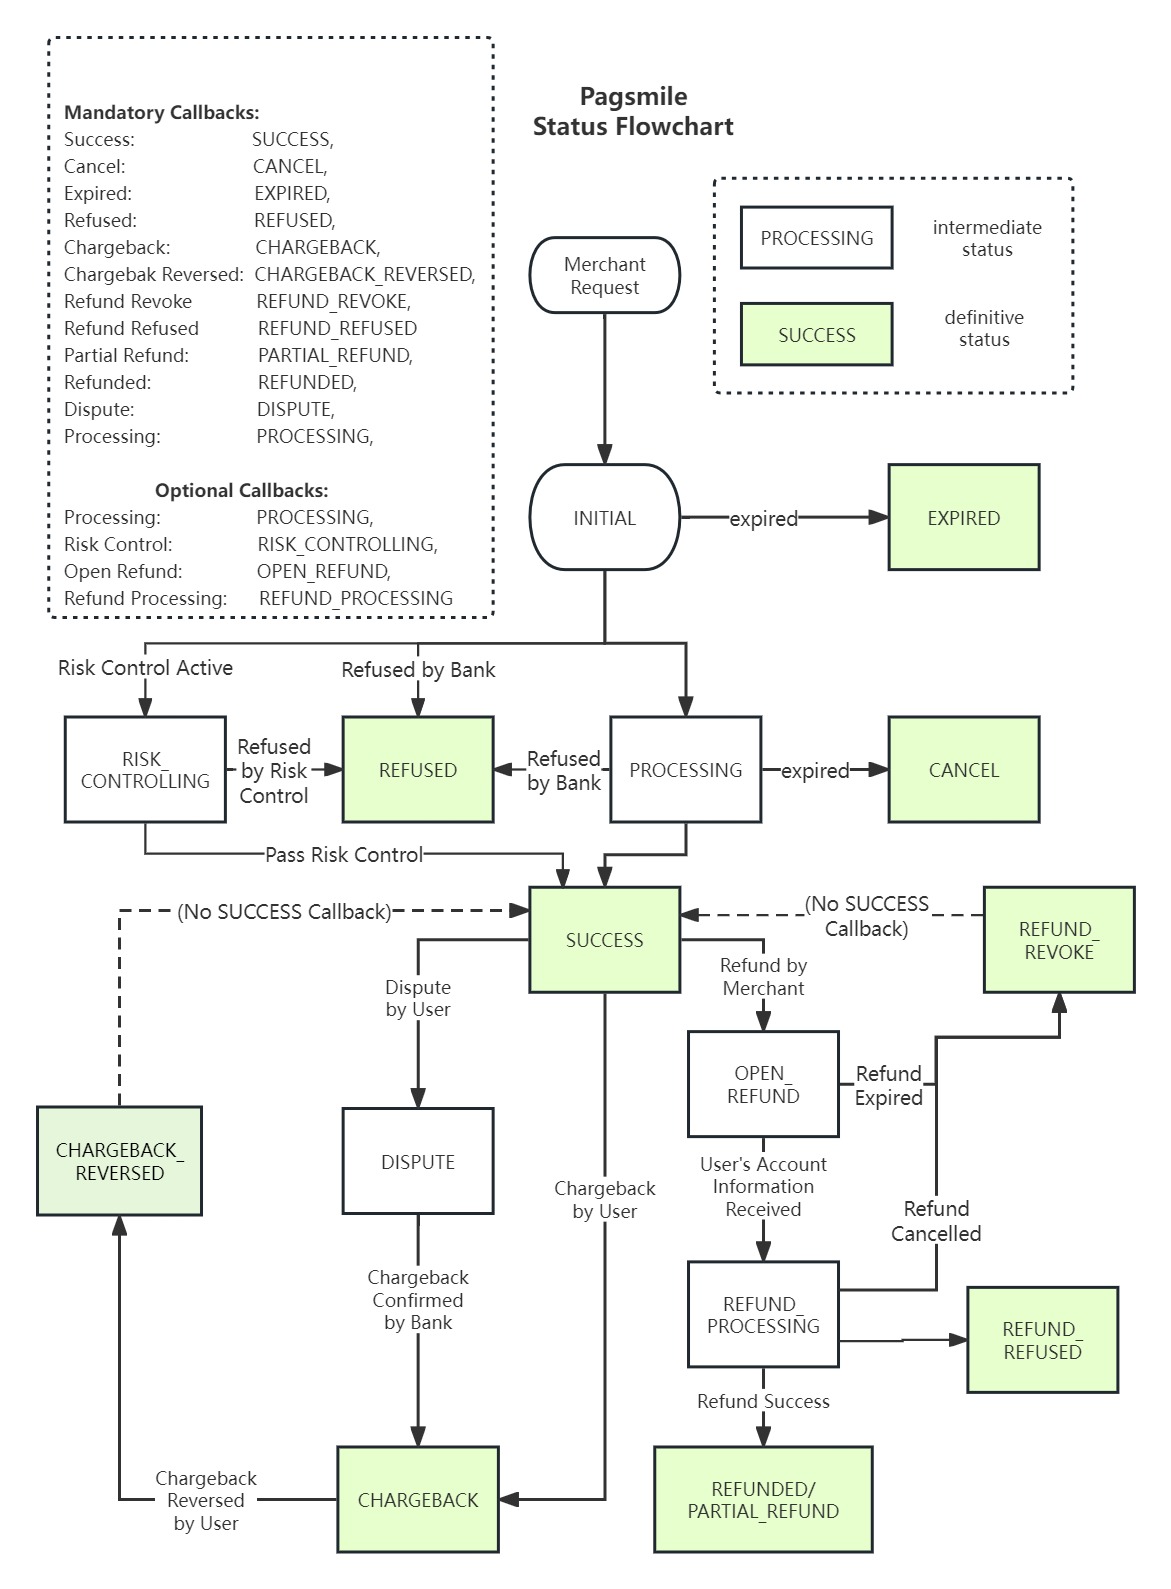 Pagsmile
Status Flowchart
Mandatory Callbacks:
Success: SUCCESS,
Cancel: CANCEL,
Expired: EXPIRED,
Refused: REFUSED,
Chargeback: CHARGEBACK,
Chargebak Reversed: CHARGEBACK_REVERSED,
Refund Revoke REFUND_REVOKE,
Refund Refused REFUND_REFUSED
Partial Refund: PARTIAL_REFUND,
Refunded: REFUNDED,
Dispute: DISPUTE,
Processing: PROCESSING,
Optional Callbacks:
Processing: PROCESSING,
Risk Control: RISK_CONTROLLING,
Open Refund: OPEN_REFUND,
Refund Processing: REFUND_PROCESSING
PROCESSING
intermediate
status
SUCCESS
definitive
status
Merchant
Request
INITIAL
expired
EXPIRED
Risk Control Active
Refused by Bank
RISK_
CONTROLLING
Refused
by Risk
Control
REFUSED
Refused
by Bank
PROCESSING
expired
CANCEL
Pass Risk Control
(No SUCCESS Callback)
SUCCESS
(No SUCCESS
Callback)
REFUND_
REVOKE
Dispute
by User
Refund by
Merchant
OPEN_
REFUND
Refund
Expired
CHARGEBACK_
REVERSED
DISPUTE
Chargeback
by User
User's Account
Information
Received
Refund
Cancelled
Chargeback
Confirmed
by Bank
REFUND_
PROCESSING
REFUND_
REFUSED
Refund Success
Chargeback
Reversed
by User
CHARGEBACK
REFUNDED/
PARTIAL_REFUND